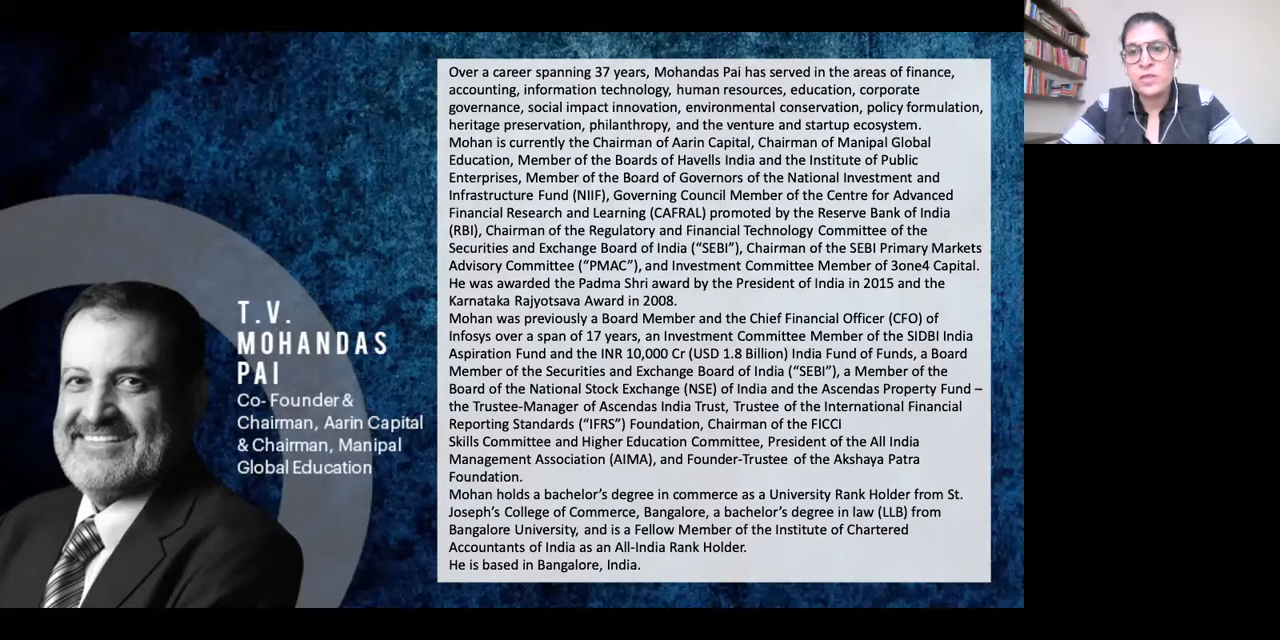 T.V.
MOHANDAS
PAI
Co- Founder &
Chairman, Aarin Capital
& Chairman, Manipal
Global Education
Over a career spanning 37 years, Mohandas Pai has served in the areas of finance,
accounting, information technology, human resources, education, corporate
governance, social impact innovation, environmental conservation, policy formulation,
heritage preservation, philanthropy, and the venture and startup ecosystem.
Mohan is currently the Chairman of Aarin Capital, Chairman of Manipal Global
Education, Member of the Boards of Havells India and the Institute of Public
Enterprises, Member of the Board of Governors of the National Investment and
Infrastructure Fund (NIIF), Governing Council Member of the Centre for Advanced
Financial Research and Learning (CAFRAL) promoted by the Reserve Bank of India
(RBI), Chairman of the Regulatory and Financial Technology Committee of the
Securities and Exchange Board of India (“SEBI”), Chairman of the SEBI Primary Markets
Advisory Committee (“PMAC”), and Investment Committee Member of 3one4 Capital.
He was awarded the Padma Shri award by the President of India in 2015 and the
Karnataka Rajyotsava Award in 2008.
Mohan was previously a Board Member and the Chief Financial Officer (CFO) of
Infosys over a span of 17 years, an Investment Committee Member of the SIDBI India
Aspiration Fund and the INR 10,000 Cr (USD 1.8 Billion) India Fund of Funds, a Board
Member of the Securities and Exchange Board of India (“SEBI”), a Member of the
Board of the National Stock Exchange (NSE) of India and the Ascendas Property Fund –
the Trustee-Manager of Ascendas India Trust, Trustee of the International Financial
Reporting Standards (“IFRS”) Foundation, Chairman of the FICCI
Skills Committee and Higher Education Committee, President of the All India
Management Association (AIMA), and Founder-Trustee of the Akshaya Patra
Foundation.
Mohan holds a bachelor’s degree in commerce as a University Rank Holder from St.
Joseph’s College of Commerce, Bangalore, a bachelor’s degree in law (LLB) from
Bangalore University, and is a Fellow Member of the Institute of Chartered
Accountants of India as an All-India Rank Holder.
He is based in Bangalore, India.